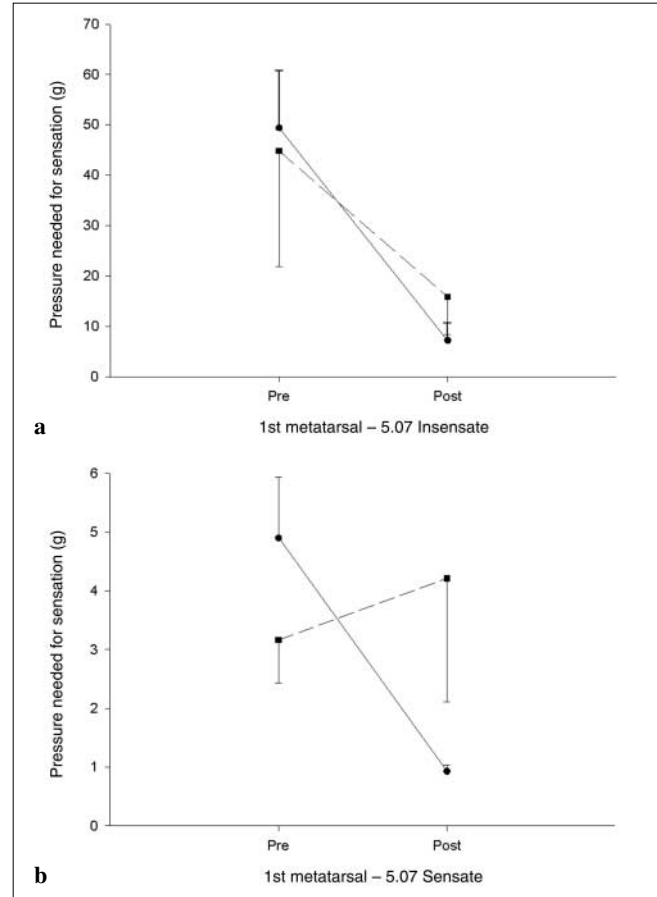 70
60
50
40
30
20
10
0
Pressure needed for sensation (g)
Pre Post
a 1st metatarsal – 5.07 Insensate
6
5
4
3
2
1
0
Pressure needed for sensation (g)
Pre Post
b 1st metatarsal – 5.07 Sensate